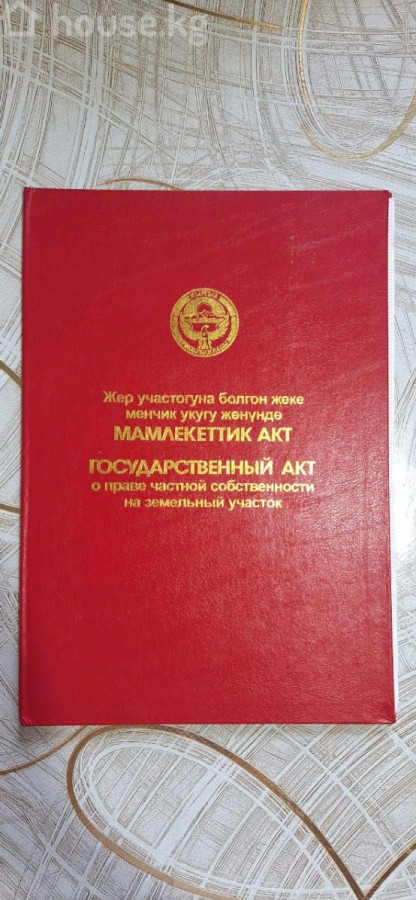 house.kg
Жер участогуна болгон жеке
менчик укугу жөнүндө
МАМЛЕКЕТТИК АКТ
ГОСУДАРСТВЕННЫЙ АКТ
о праве частной собственности
на земельный участок